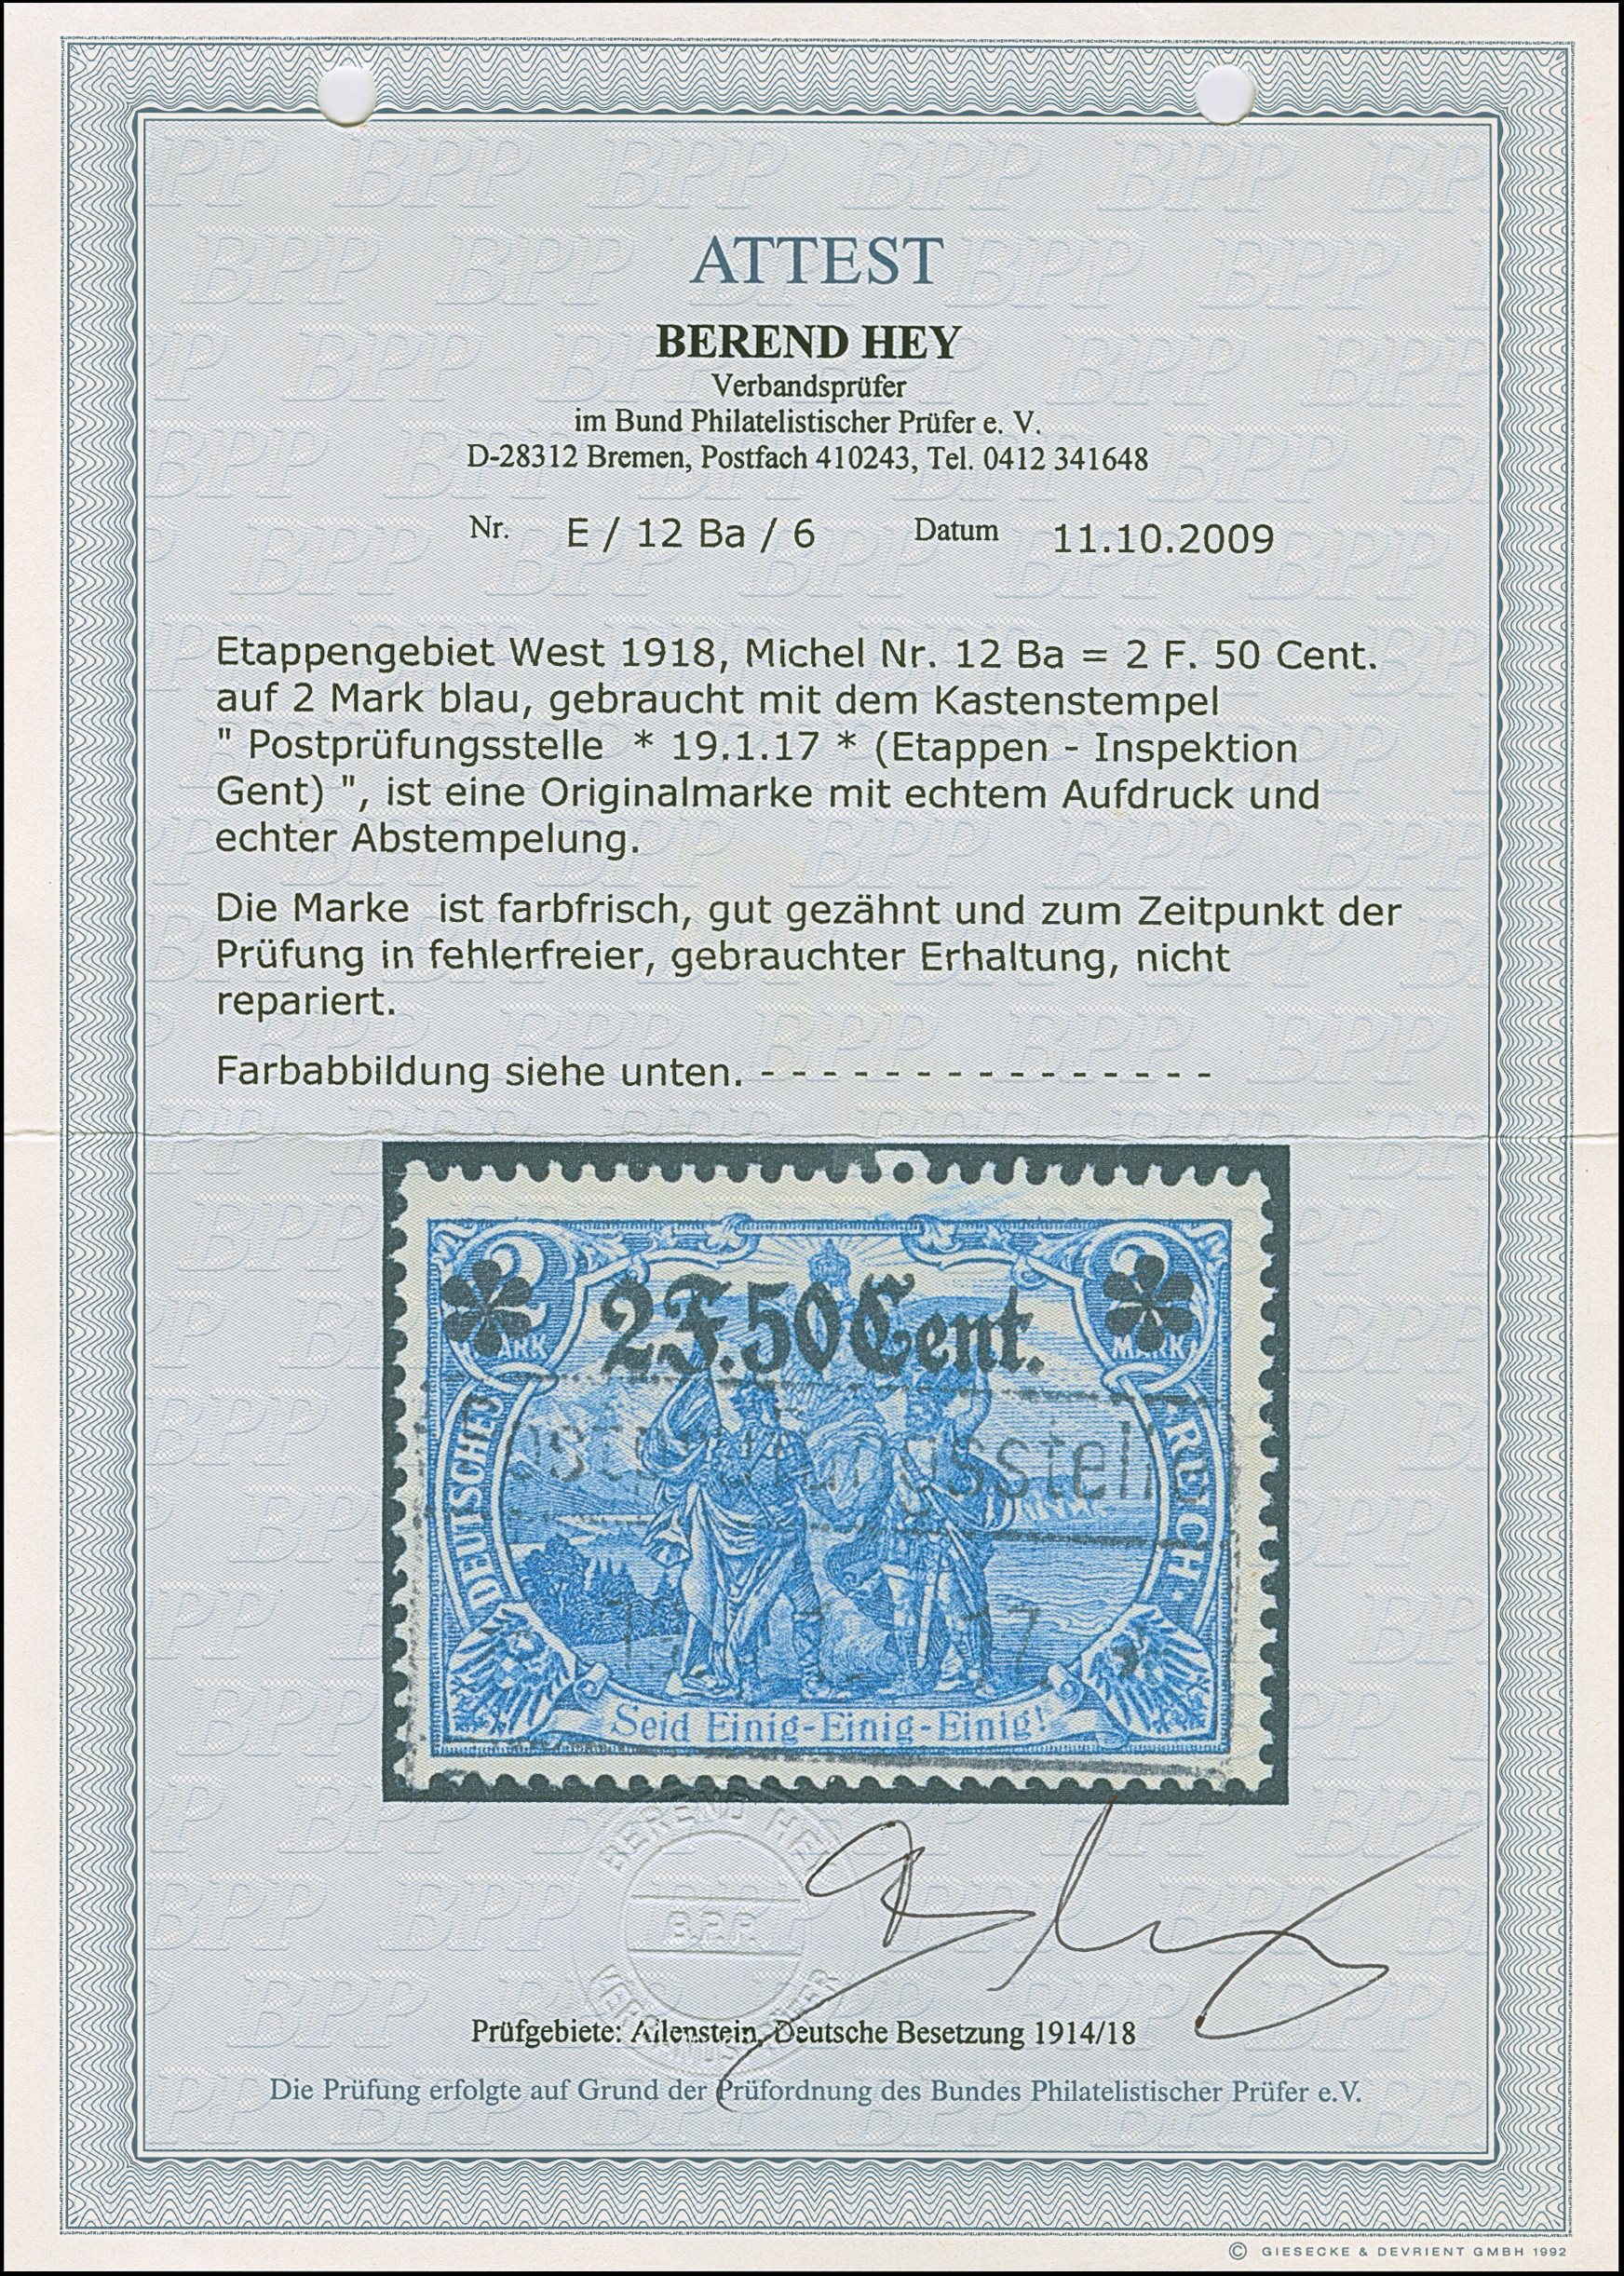 ATTEST
BEREND HEY
Verbandsprüfer
im Bund Philatelistischer Prüfer e. V.
D-28312 Bremen, Postfach 410243, Tel. 0412 341648
Nr. E / 12 Ba / 6 Datum 11.10.2009
Etappengebiet West 1918, Michel Nr. 12 Ba = 2 F. 50 Cent.
auf 2 Mark blau, gebraucht mit dem Kastenstempel
" Postprüfungsstelle * 19.1.17 * (Etappen - Inspektion
Gent) ", ist eine Originalmarke mit echtem Aufdruck und
echter Abstempelung.
Die Marke ist farbfrisch, gut gezähnt und zum Zeitpunkt der
Prüfung in fehlerfreier, gebrauchter Erhaltung, nicht
repariert.
Farbabbildung siehe unten. - - - - - - - - - - - - - - -
2 F. 50 Cent.
MARK
DEUTSCHES
REICH
Seid Einig-Einig-Einig!
BEREND HEY
B.P.P.
Prüfgebiete: Allenstein, Deutsche Besetzung 1914/18
Die Prüfung erfolgte auf Grund der Prüfordnung des Bundes Philatelistischer Prüfer e.V.
© GIESECKE & DEVRIENT GMBH 1992